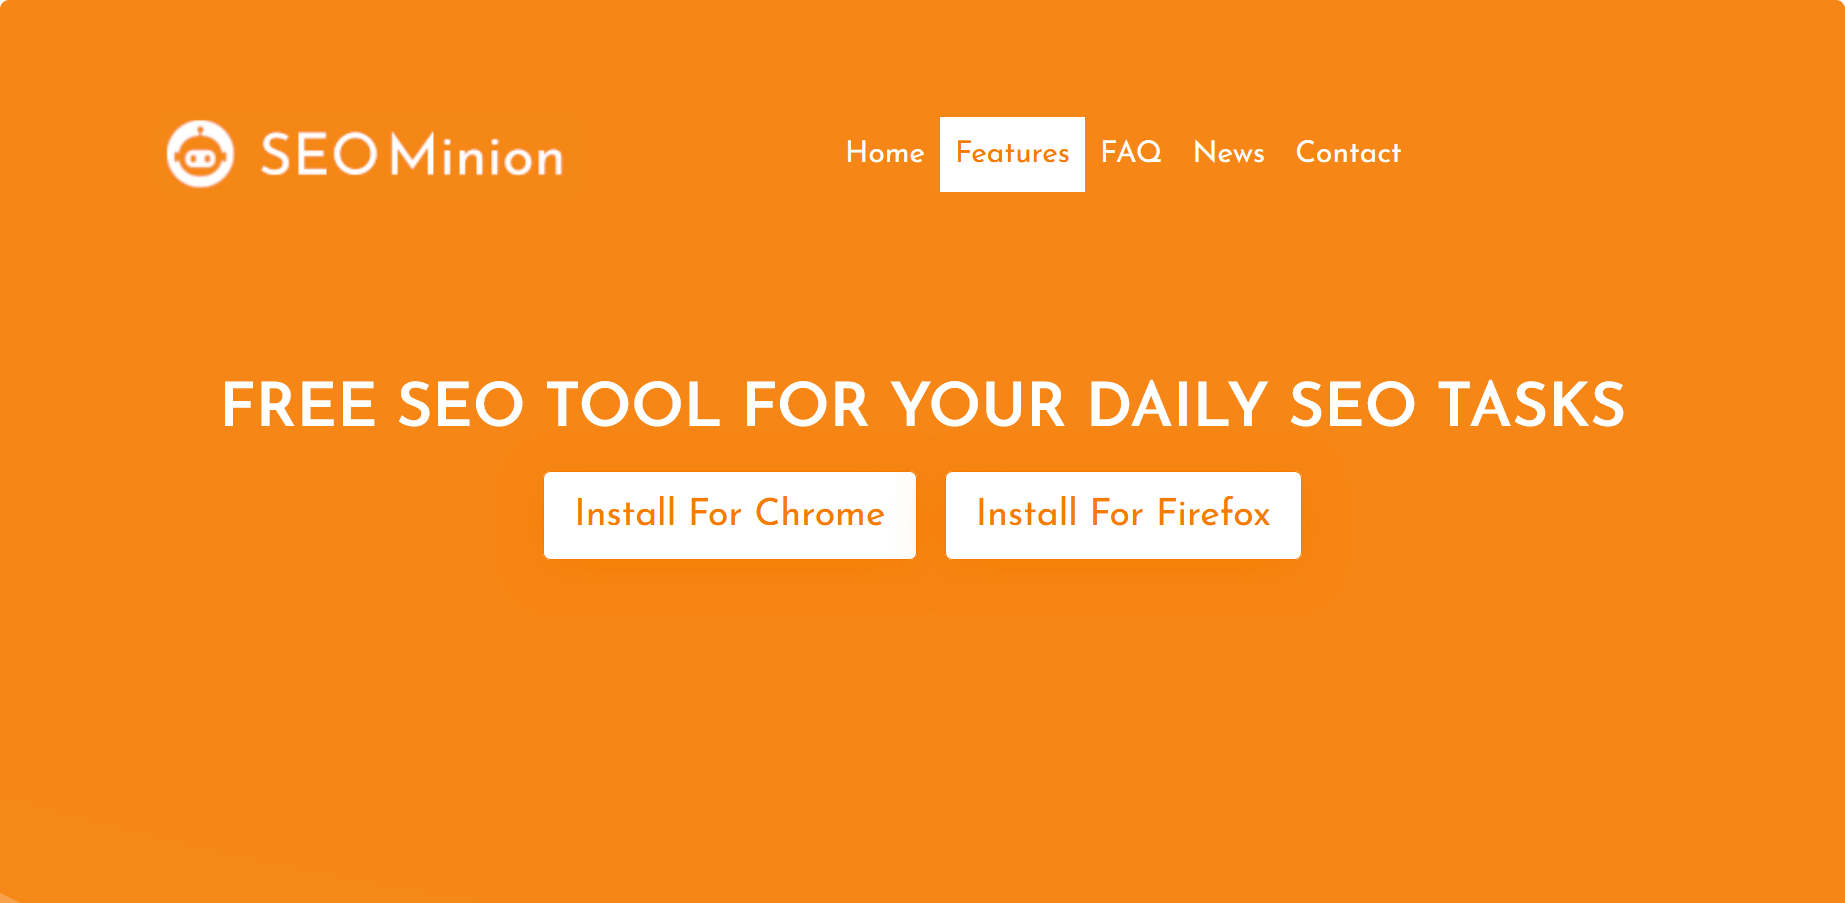 SEO Minion
Home Features FAQ News Contact
FREE SEO TOOL FOR YOUR DAILY SEO TASKS
Install For Chrome Install For Firefox